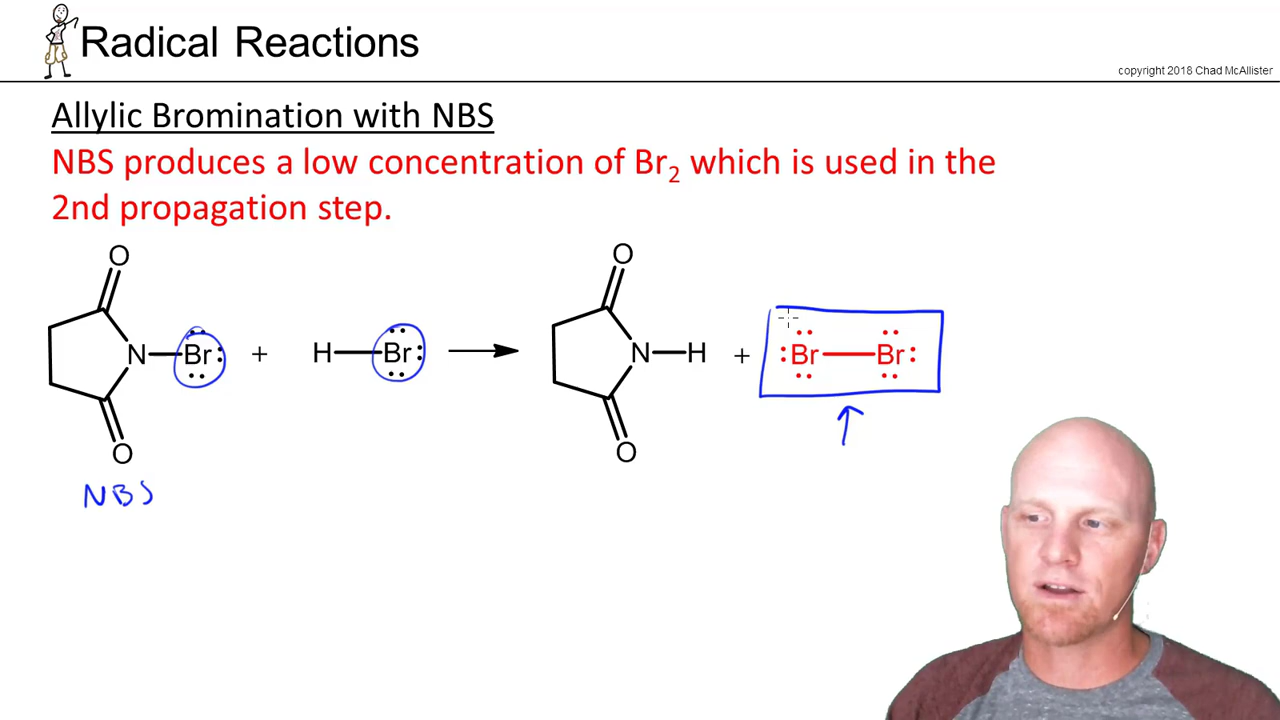 Radical Reactions
copyright 2018 Chad McAllister
Allylic Bromination with NBS
NBS produces a low concentration of Br₂ which is used in the
2nd propagation step.
O O
N—Br: + H—Br: → N—H + :Br—Br:
O O
NBS